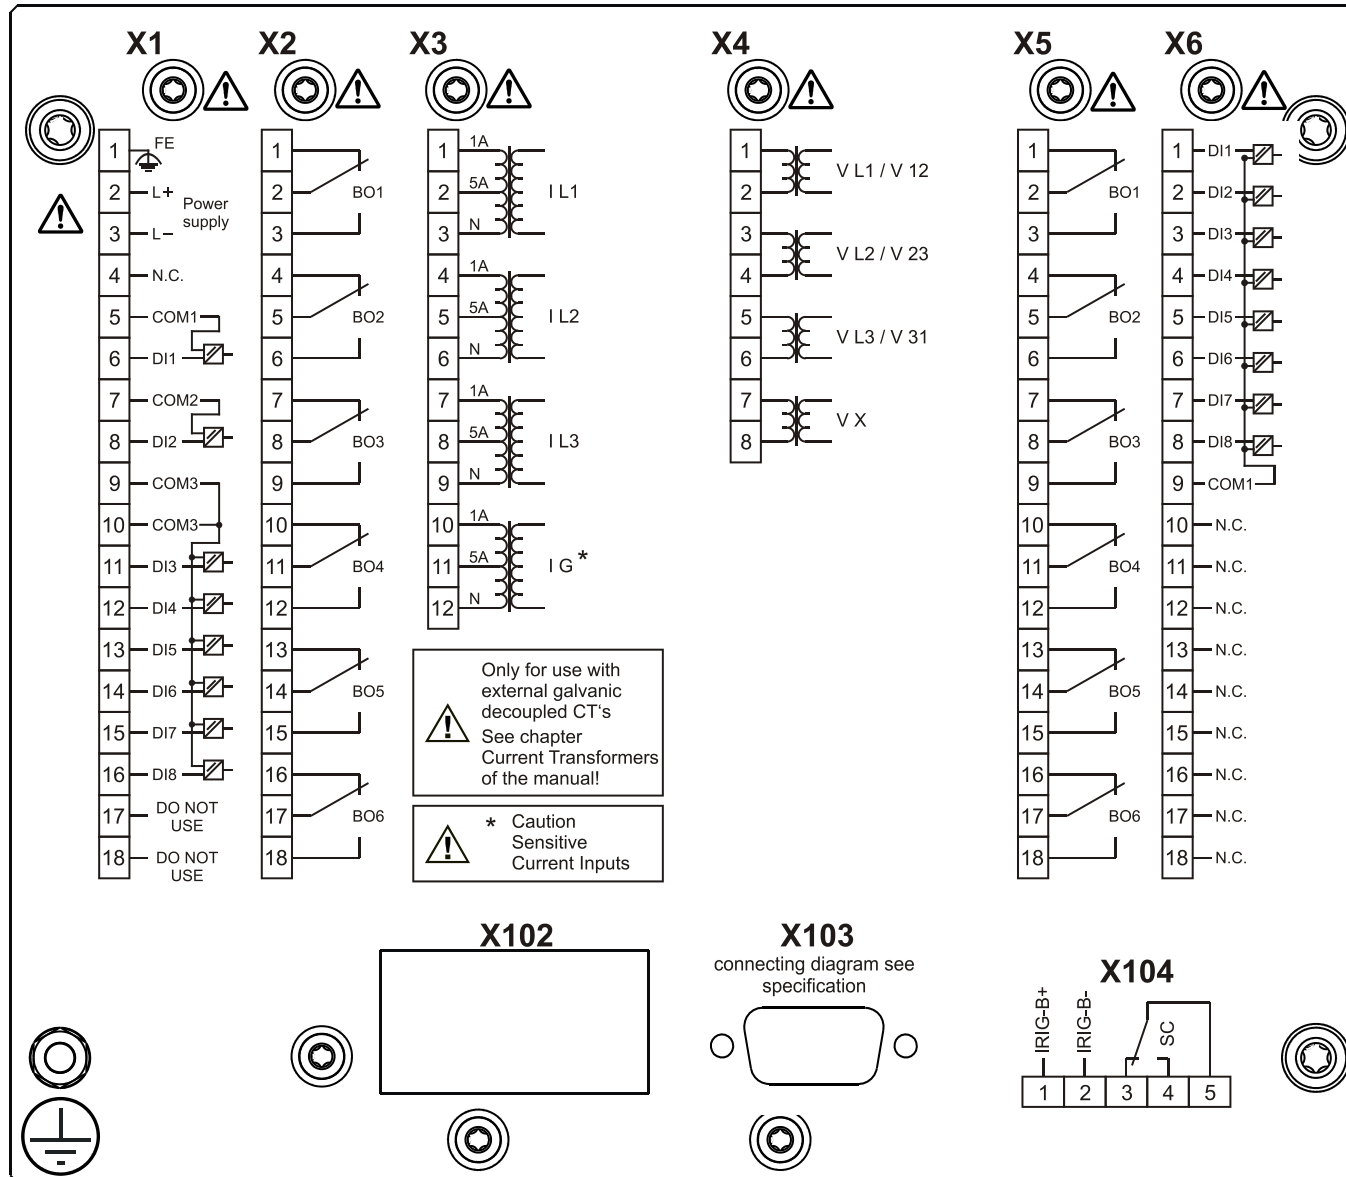 X1
X2
X3
X4
X5
X6
1 FE
2 L+
Power
supply
3 L−
4 N.C.
5 COM1
6 DI1
7 COM2
8 DI2
9 COM3
10 COM3
11 DI3
12 DI4
13 DI5
14 DI6
15 DI7
16 DI8
17 DO NOT
USE
18 DO NOT
USE
1
2 BO1
3
4
5 BO2
6
7
8 BO3
9
10
11 BO4
12
13
14 BO5
15
16
17 BO6
18
1 1A
2 5A I L1
3 N
4 1A
5 5A I L2
6 N
7 1A
8 5A I L3
9 N
10 1A
11 5A I G *
12 N
Only for use with
external galvanic
decoupled CT's
See chapter
Current Transformers
of the manual!
* Caution
Sensitive
Current Inputs
1
V L1 / V 12
2
3
V L2 / V 23
4
5
V L3 / V 31
6
7
V X
8
1
2 BO1
3
4
5 BO2
6
7
8 BO3
9
10
11 BO4
12
13
14 BO5
15
16
17 BO6
18
1 DI1
2 DI2
3 DI3
4 DI4
5 DI5
6 DI6
7 DI7
8 DI8
9 COM1
10 N.C.
11 N.C.
12 N.C.
13 N.C.
14 N.C.
15 N.C.
16 N.C.
17 N.C.
18 N.C.
X102
X103
connecting diagram see
specification
X104
IRIG-B+
IRIG-B-
SC
1 2 3 4 5